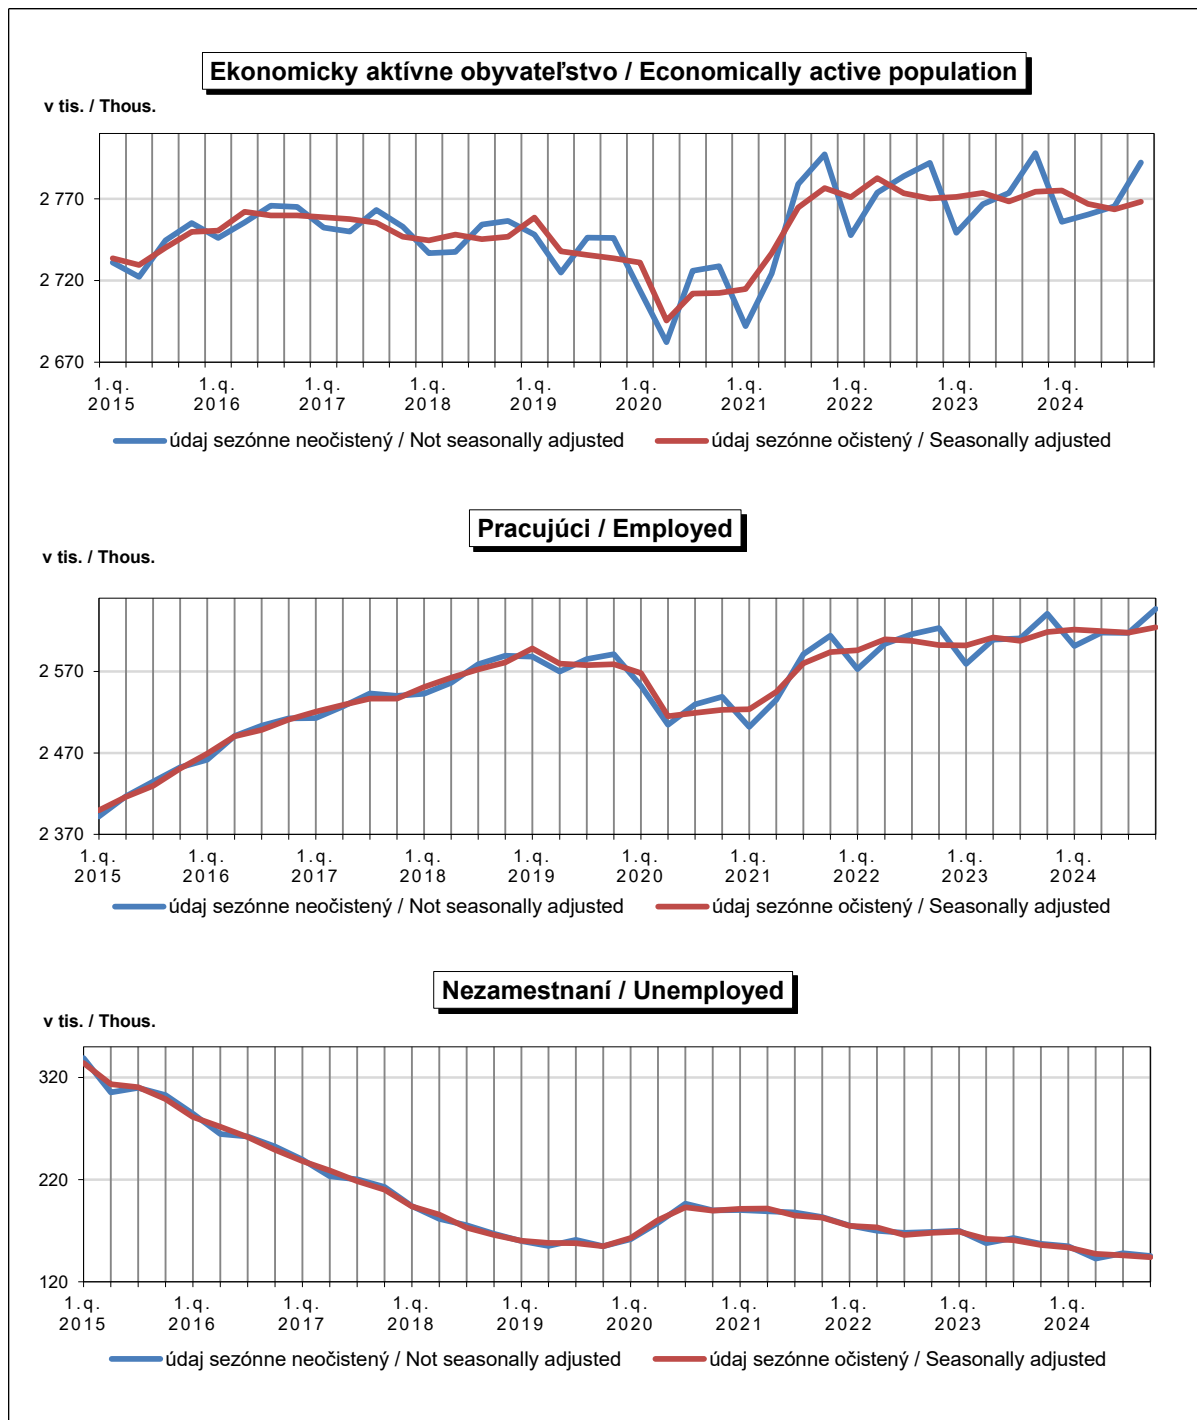 Ekonomicky aktívne obyvateľstvo / Economically active population
v tis. / Thous.
2 770
2 720
2 670
1.q. 1.q. 1.q. 1.q. 1.q. 1.q. 1.q. 1.q. 1.q. 1.q.
2015 2016 2017 2018 2019 2020 2021 2022 2023 2024
údaj sezónne neočistený / Not seasonally adjusted údaj sezónne očistený / Seasonally adjusted
Pracujúci / Employed
v tis. / Thous.
2 570
2 470
2 370
1.q. 1.q. 1.q. 1.q. 1.q. 1.q. 1.q. 1.q. 1.q. 1.q.
2015 2016 2017 2018 2019 2020 2021 2022 2023 2024
údaj sezónne neočistený / Not seasonally adjusted údaj sezónne očistený / Seasonally adjusted
Nezamestnaní / Unemployed
v tis. / Thous.
320
220
120
1.q. 1.q. 1.q. 1.q. 1.q. 1.q. 1.q. 1.q. 1.q. 1.q.
2015 2016 2017 2018 2019 2020 2021 2022 2023 2024
údaj sezónne neočistený / Not seasonally adjusted údaj sezónne očistený / Seasonally adjusted